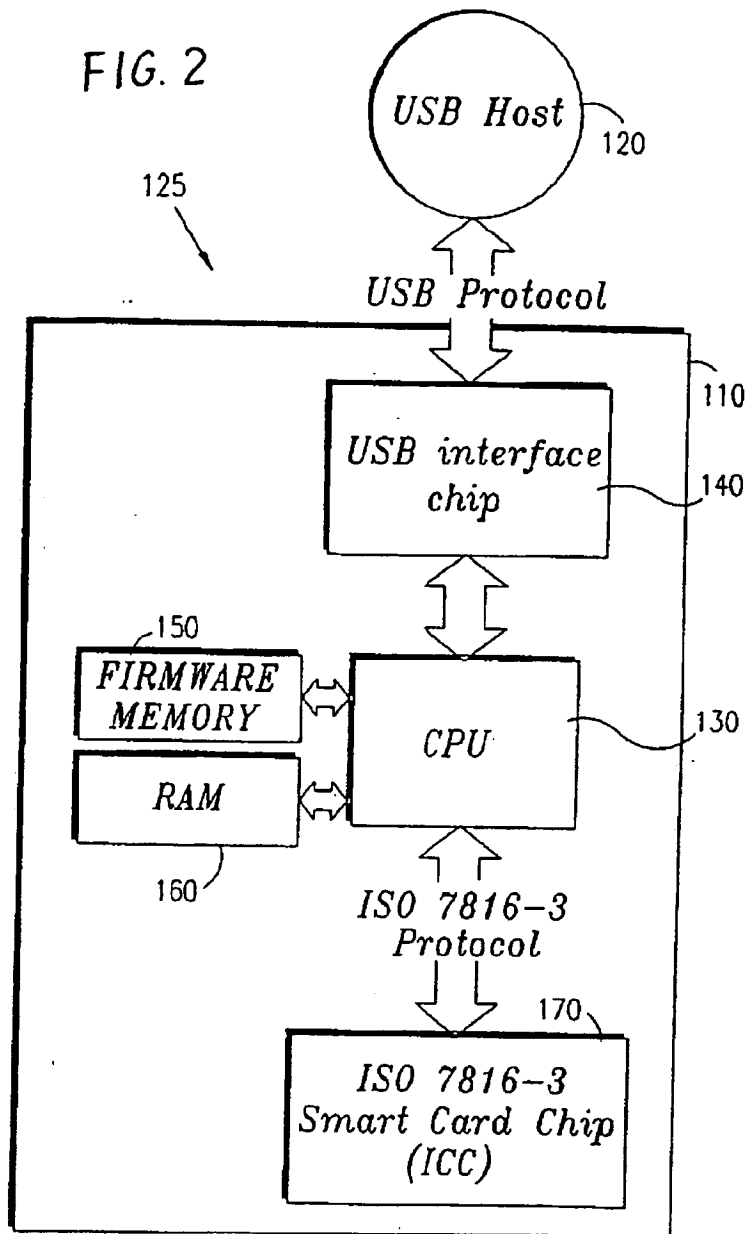 FIG. 2
USB Host
120
125
USB Protocol
110
USB interface
chip
140
150
FIRMWARE
MEMORY
CPU
130
RAM
160
ISO 7816-3
Protocol
170
ISO 7816-3
Smart Card Chip
(ICC)